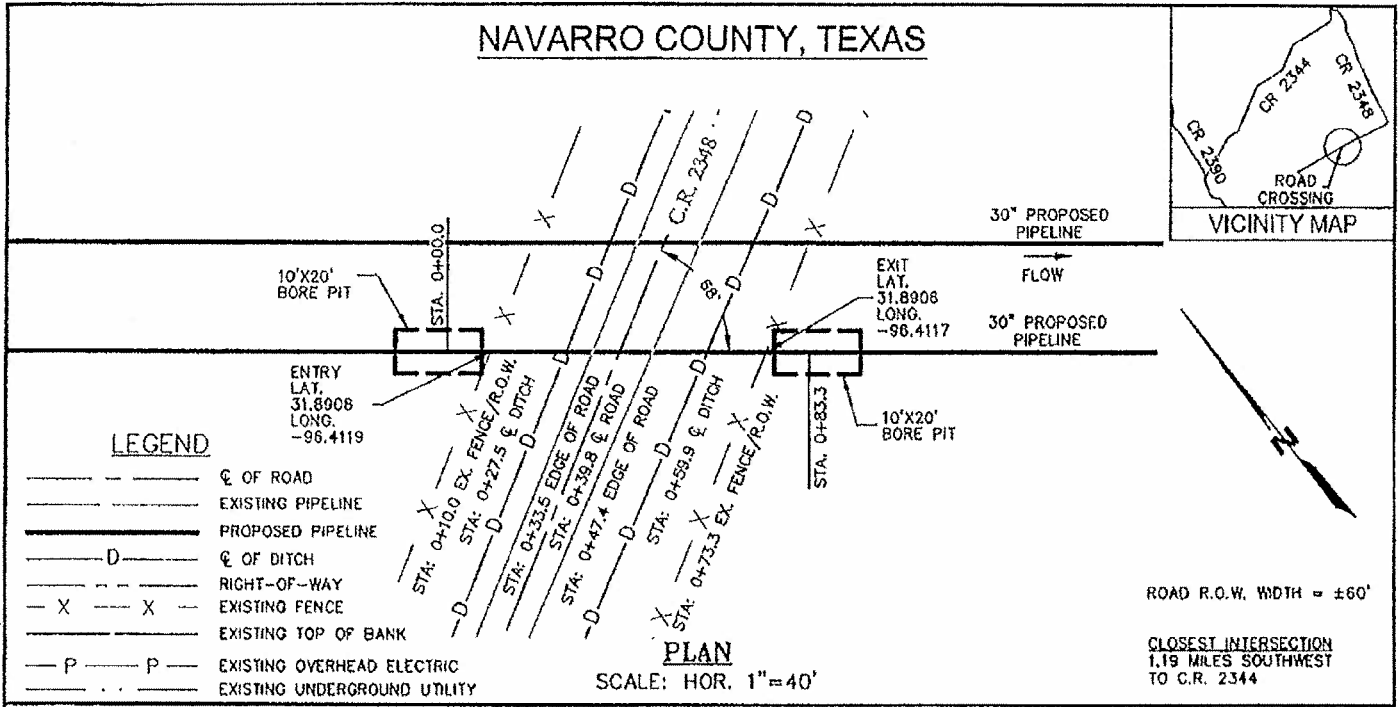 NAVARRO COUNTY, TEXAS
CR 2344
CR 2348
CR 2390
ROAD
CROSSING
VICINITY MAP
C.R. 2348
30" PROPOSED
PIPELINE
FLOW
10'X20'
BORE PIT
STA. 0+00.0
68°
EXIT
LAT.
31.8906
LONG.
-96.4117
30" PROPOSED
PIPELINE
ENTRY
LAT.
31.8908
LONG.
-96.4119
STA. 0+83.3
10'X20'
BORE PIT
STA: 0+10.0 EX. FENCE/R.O.W.
STA: 0+27.5 ℄ DITCH
STA: 0+33.5 EDGE OF ROAD
STA: 0+39.8 ℄ ROAD
STA: 0+47.4 EDGE OF ROAD
STA: 0+59.9 ℄ DITCH
STA: 0+73.3 EX. FENCE/R.O.W.
X X X X
D D D D
D D D D
X X X X
N
LEGEND
℄ OF ROAD
EXISTING PIPELINE
PROPOSED PIPELINE
D ℄ OF DITCH
RIGHT-OF-WAY
X X EXISTING FENCE
EXISTING TOP OF BANK
P P EXISTING OVERHEAD ELECTRIC
EXISTING UNDERGROUND UTILITY
PLAN
SCALE: HOR. 1"=40'
ROAD R.O.W. WIDTH = ±60'
CLOSEST INTERSECTION
1.19 MILES SOUTHWEST
TO C.R. 2344